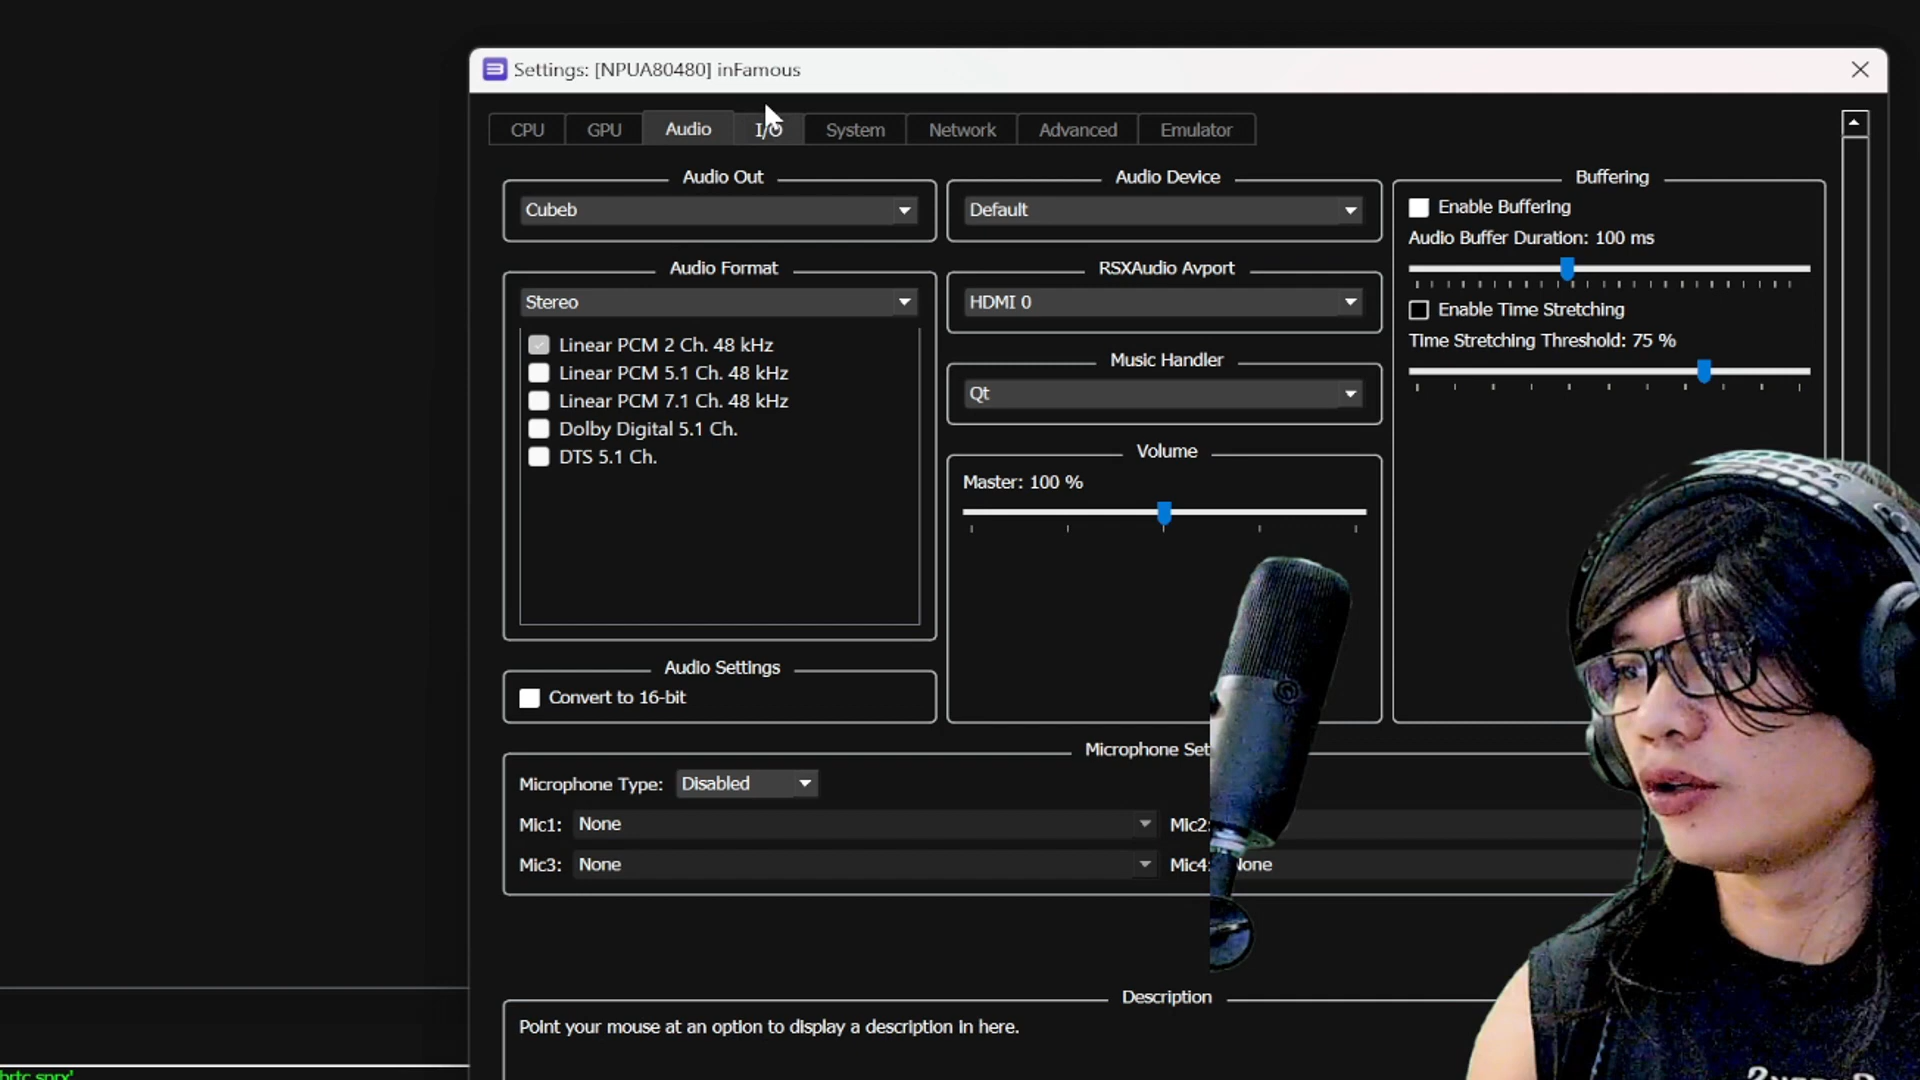 Settings: [NPUA80480] inFamous
CPU GPU Audio I/O System Network Advanced Emulator
Audio Out
Cubeb
Audio Device
Default
Buffering
Enable Buffering
Audio Buffer Duration: 100 ms
Enable Time Stretching
Time Stretching Threshold: 75 %
Audio Format
Stereo
Linear PCM 2 Ch. 48 kHz
Linear PCM 5.1 Ch. 48 kHz
Linear PCM 7.1 Ch. 48 kHz
Dolby Digital 5.1 Ch.
DTS 5.1 Ch.
RSXAudio Avport
HDMI 0
Music Handler
Qt
Volume
Master: 100 %
Audio Settings
Convert to 16-bit
Microphone Set
Microphone Type: Disabled
Mic1: None
Mic2:
Mic3: None
Mic4: None
Description
Point your mouse at an option to display a description in here.